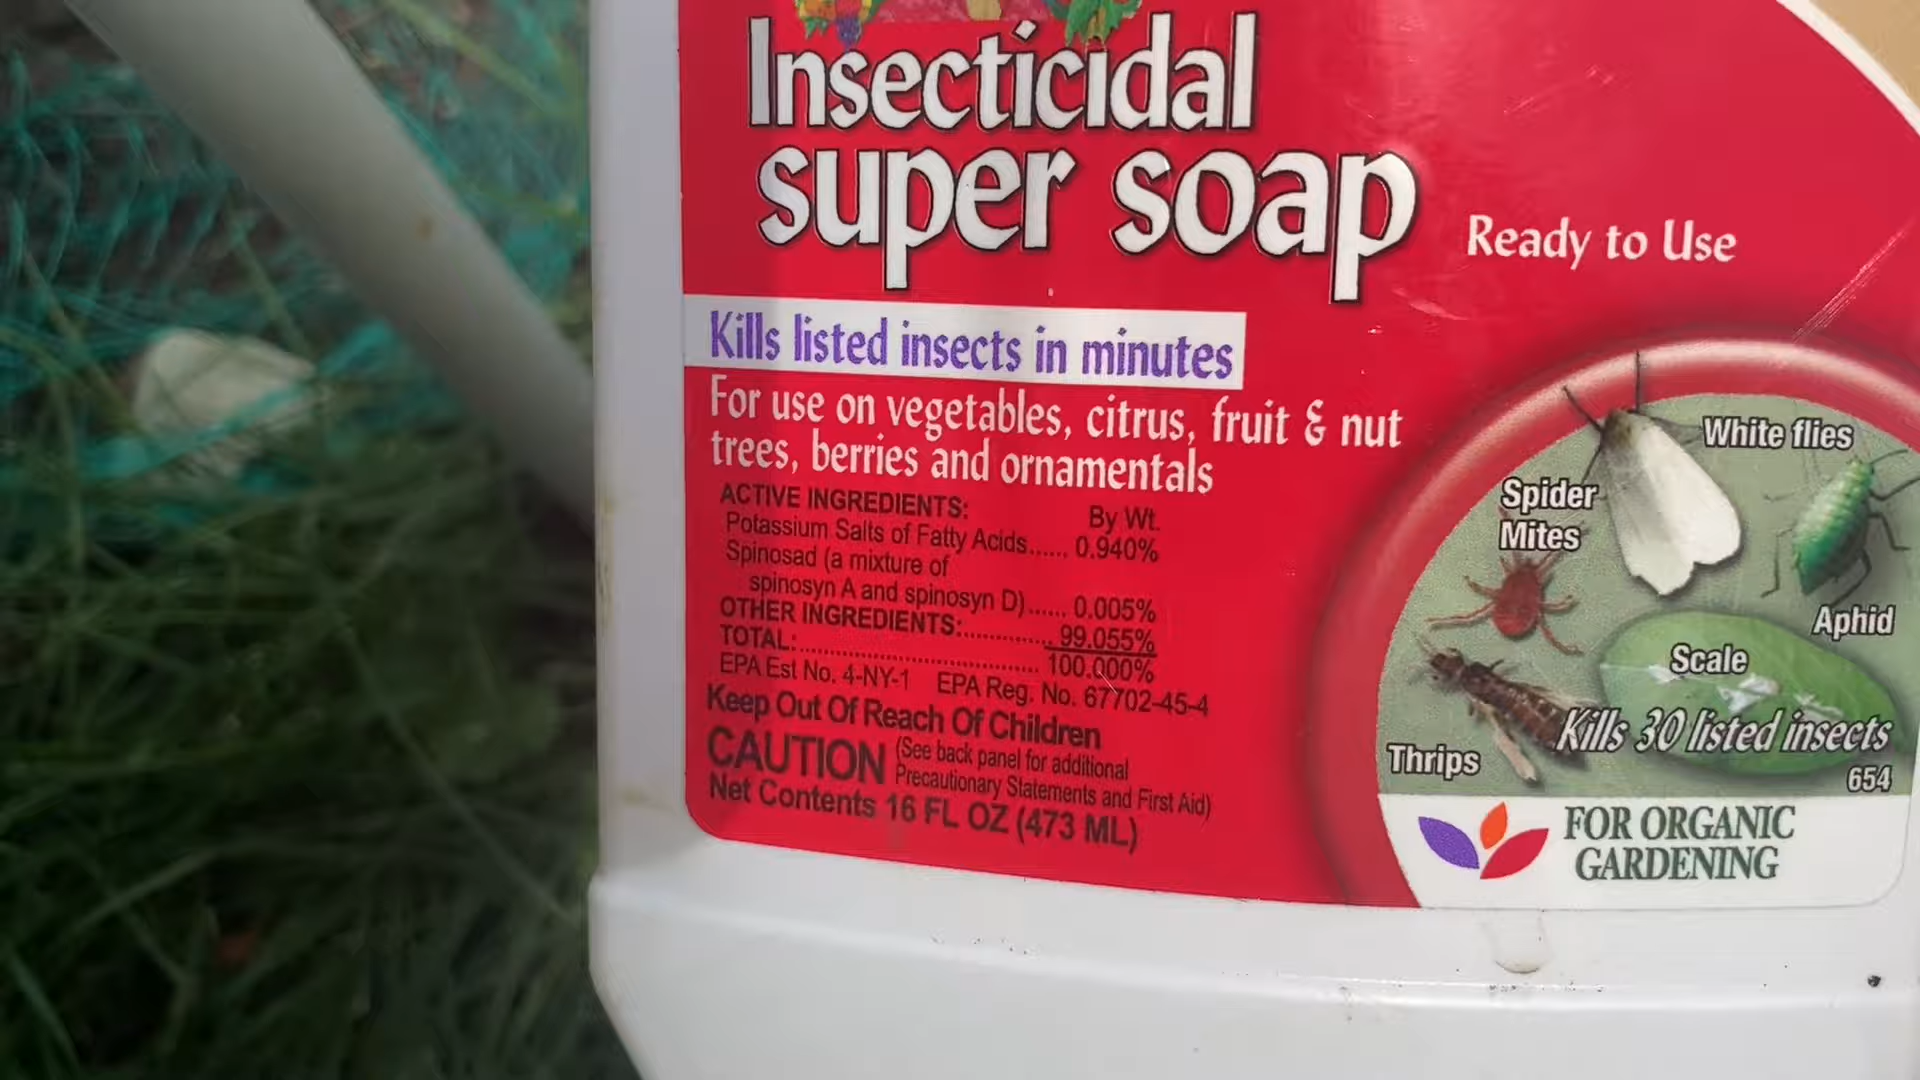 Insecticidal
super soap
Ready to Use
Kills listed insects in minutes
For use on vegetables, citrus, fruit & nut
trees, berries and ornamentals
ACTIVE INGREDIENTS: By Wt.
Potassium Salts of Fatty Acids...... 0.940%
Spinosad (a mixture of
spinosyn A and spinosyn D)...... 0.005%
OTHER INGREDIENTS:............... 99.055%
TOTAL:........................................ 100.000%
EPA Est No. 4-NY-1 EPA Reg. No. 67702-45-4
Keep Out Of Reach Of Children
CAUTION (See back panel for additional
Precautionary Statements and First Aid)
Net Contents 16 FL OZ (473 ML)
White flies
Spider
Mites
Aphid
Scale
Thrips
Kills 30 listed insects
654
FOR ORGANIC
GARDENING